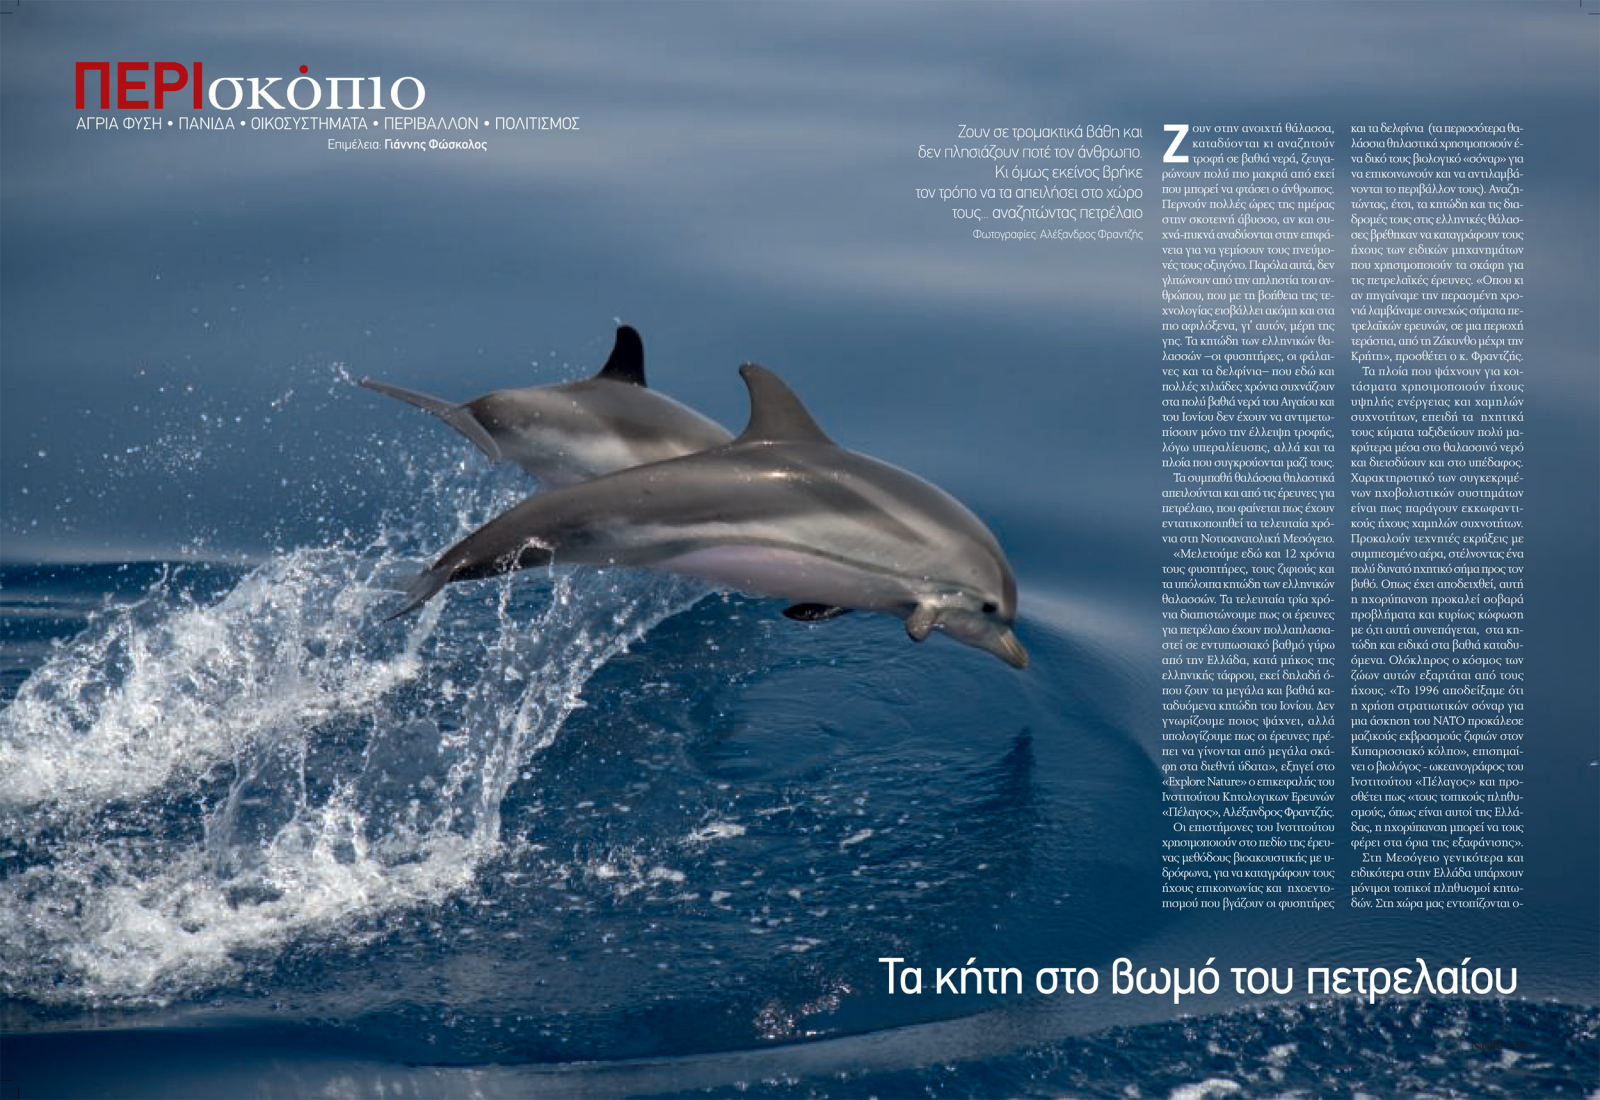 ΠΕΡΙσκόπιο
ΑΓΡΙΑ ΦΥΣΗ • ΠΑΝΙΔΑ • ΟΙΚΟΣΥΣΤΗΜΑΤΑ • ΠΕΡΙΒΑΛΛΟΝ • ΠΟΛΙΤΙΣΜΟΣ
Επιμέλεια: Γιάννης Φώσκολος
Ζουν σε τρομακτικά βάθη και
δεν πλησιάζουν ποτέ τον άνθρωπο.
Κι όμως εκείνος βρήκε
τον τρόπο να τα απειλήσει στο χώρο
τους... αναζητώντας πετρέλαιο
Φωτογραφίες: Αλέξανδρος Φραντζής
Ζουν στην ανοιχτή θάλασσα,
καταδύονται κι αναζητούν
τροφή σε βαθιά νερά, ζευγα-
ρώνουν πολύ πιο μακριά από εκεί
που μπορεί να φτάσει ο άνθρωπος.
Περνούν πολλές ώρες της ημέρας
στην σκοτεινή άβυσσο, αν και συ-
χνά-πυκνά αναδύονται στην επιφά-
νεια για να γεμίσουν τους πνεύμο-
νές τους οξυγόνο. Παρόλα αυτά, δεν
γλιτώνουν από την απληστία του αν-
θρώπου, που με τη βοήθεια της τε-
χνολογίας εισβάλλει ακόμη και στα
πιο αφιλόξενα, γι' αυτόν, μέρη της
γης. Τα κητώδη των ελληνικών θα-
λασσών –οι φυσητήρες, οι φάλαι-
νες και τα δελφίνια– που εδώ και
πολλές χιλιάδες χρόνια συχνάζουν
στα πολύ βαθιά νερά του Αιγαίου και
του Ιονίου δεν έχουν να αντιμετω-
πίσουν μόνο την έλλειψη τροφής,
λόγω υπεραλίευσης, αλλά και τα
πλοία που συγκρούονται μαζί τους.
Τα συμπαθή θαλάσσια θηλαστικά
απειλούνται και από τις έρευνες για
πετρέλαιο, που φαίνεται πως έχουν
εντατικοποιηθεί τα τελευταία χρό-
νια στη Νοτιοανατολική Μεσόγειο.
«Μελετούμε εδώ και 12 χρόνια
τους φυσητήρες, τους ζιφιούς και
τα υπόλοιπα κητώδη των ελληνικών
θαλασσών. Τα τελευταία τρία χρό-
νια διαπιστώνουμε πως οι έρευνες
για πετρέλαιο έχουν πολλαπλασια-
στεί σε εντυπωσιακό βαθμό γύρω
από την Ελλάδα, κατά μήκος της
ελληνικής τάφρου, εκεί δηλαδή ό-
που ζουν τα μεγάλα και βαθιά κα-
ταδυόμενα κητώδη του Ιονίου. Δεν
γνωρίζουμε ποιος ψάχνει, αλλά
υπολογίζουμε πως οι έρευνες πρέ-
πει να γίνονται από μεγάλα σκά-
φη στα διεθνή ύδατα», εξηγεί στο
«Explore Nature» ο επικεφαλής του
Ινστιτούτου Κητολογικων Ερευνών
«Πέλαγος», Αλέξανδρος Φραντζής.
Οι επιστήμονες του Ινστιτούτου
χρησιμοποιούν στο πεδίο της έρευ-
νας μεθόδους βιοακουστικής με υ-
δρόφωνα, για να καταγράφουν τους
ήχους επικοινωνίας και ηχοεντο-
πισμού που βγάζουν οι φυσητήρες
και τα δελφίνια (τα περισσότερα θα-
λάσσια θηλαστικά χρησιμοποιούν έ-
να δικό τους βιολογικό «σόναρ» για
να επικοινωνούν και να αντιλαμβά-
νονται το περιβάλλον τους). Αναζη-
τώντας, έτσι, τα κητώδη και τις δια-
δρομές τους στις ελληνικές θάλασ-
σες βρέθηκαν να καταγράφουν τους
ήχους των ειδικών μηχανημάτων
που χρησιμοποιούν τα σκάφη για
τις πετρελαϊκές έρευνες. «Οπου κι
αν πηγαίναμε την περασμένη χρο-
νιά λαμβάναμε συνεχώς σήματα πε-
τρελαϊκών ερευνών, σε μια περιοχή
τεράστια, από τη Ζάκυνθο μέχρι την
Κρήτη», προσθέτει ο κ. Φραντζής.
Τα πλοία που ψάχνουν για κοι-
τάσματα χρησιμοποιούν ήχους
υψηλής ενέργειας και χαμηλών
συχνοτήτων, επειδή τα ηχητικά
τους κύματα ταξιδεύουν πολύ μα-
κρύτερα μέσα στο θαλασσινό νερό
και διεισδύουν και στο υπέδαφος.
Χαρακτηριστικό των συγκεκριμέ-
νων ηχοβολιστικών συστημάτων
είναι πως παράγουν εκκωφαντι-
κούς ήχους χαμηλών συχνοτήτων.
Προκαλούν τεχνητές εκρήξεις με
συμπιεσμένο αέρα, στέλνοντας ένα
πολύ δυνατό ηχητικό σήμα προς τον
βυθό. Οπως έχει αποδειχθεί, αυτή
η ηχορύπανση προκαλεί σοβαρά
προβλήματα και κυρίως κώφωση
με ό,τι αυτή συνεπάγεται, στα κη-
τώδη και ειδικά στα βαθιά καταδυ-
όμενα. Ολόκληρος ο κόσμος των
ζώων αυτών εξαρτάται από τους
ήχους. «Το 1996 αποδείξαμε ότι
η χρήση στρατιωτικών σόναρ για
μια άσκηση του ΝΑΤΟ προκάλεσε
μαζικούς εκβρασμούς ζιφιών στον
Κυπαρισσιακό κόλπο», επισημαί-
νει ο βιολόγος - ωκεανογράφος του
Ινστιτούτου «Πέλαγος» και προ-
σθέτει πως «τους τοπικούς πληθυ-
σμούς, όπως είναι αυτοί της Ελλά-
δας, η ηχορύπανση μπορεί να τους
φέρει στα όρια της εξαφάνισης».
Στη Μεσόγειο γενικότερα και
ειδικότερα στην Ελλάδα υπάρχουν
μόνιμοι τοπικοί πληθυσμοί κητω-
δών. Στη χώρα μας εντοπίζονται ο-
Τα κήτη στο βωμό του πετρελαίου